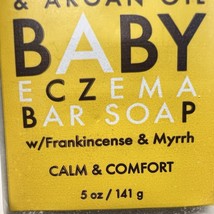 & ARGAN OIL
BABY
ECZEMA
BAR SOAP
w/Frankincense & Myrrh
CALM & COMFORT
5 oz / 141 g